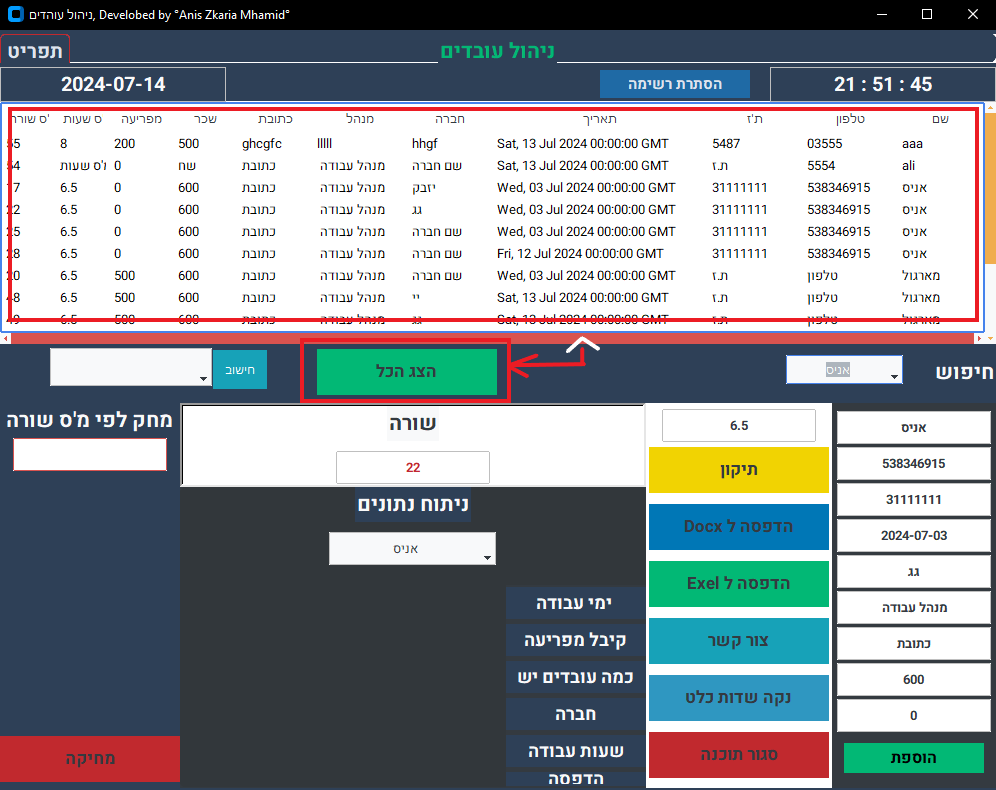 ניהול עוהדים, Develobed by °Anis Zkaria Mhamid°
תפריט
ניהול עובדים
2024-07-14
הסתרת רשימה
21 : 51 : 45
שם טלפון ת'ז תאריך חברה מנהל כתובת שכר מפריעה ס שעות 'ס שורה
aaa 03555 5487 Sat, 13 Jul 2024 00:00:00 GMT hhgf lllll ghcgfc 500 200 8 55
ali 5554 ת.ז Sat, 13 Jul 2024 00:00:00 GMT שם חברה מנהל עבודה כתובת שח 0 מ'ס שעות 54
אניס 538346915 31111111 Wed, 03 Jul 2024 00:00:00 GMT יזבק מנהל עבודה כתובת 600 0 6.5 17
אניס 538346915 31111111 Wed, 03 Jul 2024 00:00:00 GMT גג מנהל עבודה כתובת 600 0 6.5 22
אניס 538346915 31111111 Wed, 03 Jul 2024 00:00:00 GMT שם חברה מנהל עבודה כתובת 600 0 6.5 25
אניס 538346915 31111111 Fri, 12 Jul 2024 00:00:00 GMT שם חברה מנהל עבודה כתובת 600 0 6.5 28
מארגול טלפון ת.ז Wed, 03 Jul 2024 00:00:00 GMT שם חברה מנהל עבודה כתובת 600 500 6.5 20
מארגול טלפון ת.ז Sat, 13 Jul 2024 00:00:00 GMT יי מנהל עבודה כתובת 600 500 6.5 48
מארגול טלפון ת.ז Sat, 13 Jul 2024 00:00:00 GMT גג מנהל עבודה כתובת 600 500 6.5 49
חיפוש
אניס
הצג הכל
חישוב
מחק לפי מ'ס שורה
מחיקה
שורה
22
ניתוח נתונים
אניס
ימי עבודה
קיבל מפריעה
כמה עובדים יש
חברה
שעות עבודה
הדפסה
6.5
תיקון
הדפסה ל Docx
הדפסה ל Exel
צור קשר
נקה שדות כלט
סגור תוכנה
אניס
538346915
31111111
2024-07-03
גג
מנהל עבודה
כתובת
600
0
הוספת